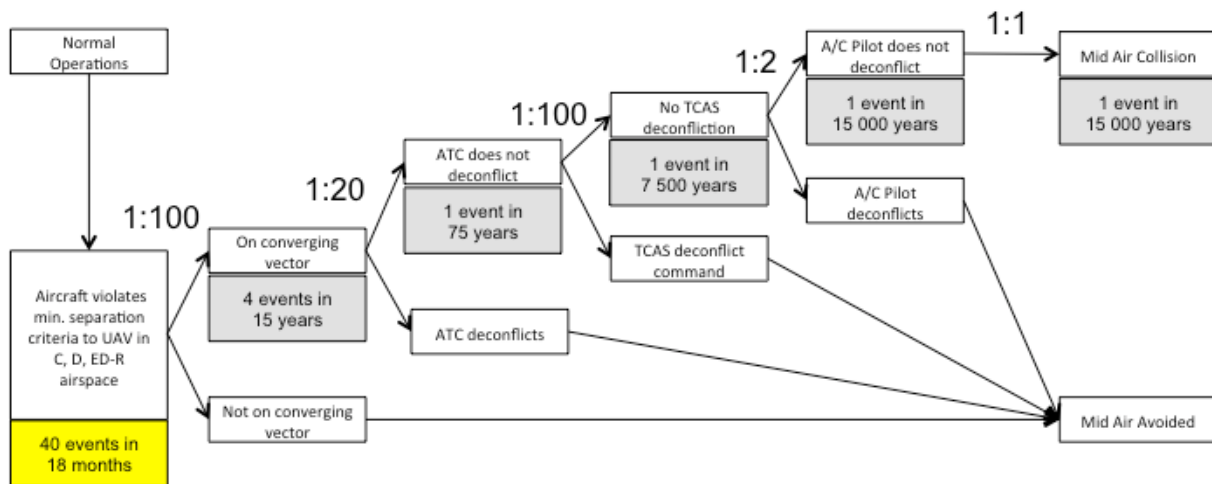 Normal
Operations
1:100
Aircraft violates
min. separation
criteria to UAV in
C, D, ED-R
airspace
40 events in
18 months
On converging
vector
4 events in
15 years
Not on converging
vector
1:20
ATC does not
deconflict
1 event in
75 years
ATC deconflicts
1:100
No TCAS
deconfliction
1 event in
7 500 years
TCAS deconflict
command
1:2
A/C Pilot does not
deconflict
1 event in
15 000 years
A/C Pilot
deconflicts
1:1
Mid Air Collision
1 event in
15 000 years
Mid Air Avoided